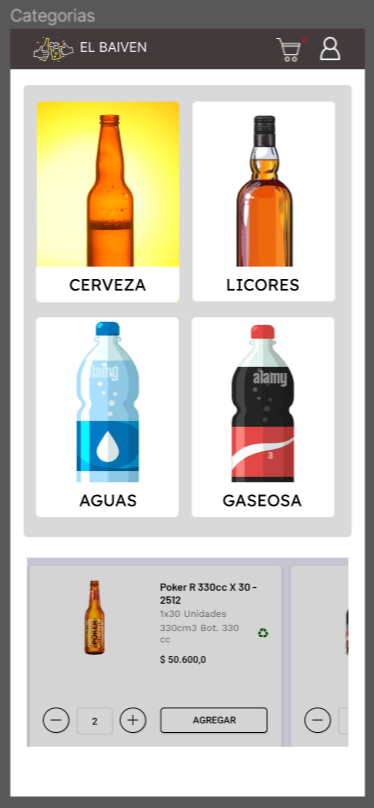 Categorias
EL BAIVEN
CERVEZA
LICORES
alamy
AGUAS
alamy
a
GASEOSA
Poker R 330cc X 30 -
2512
1x30 Unidades
330cm3 Bot. 330
cc
$ 50.600,0
POKER
2
AGREGAR